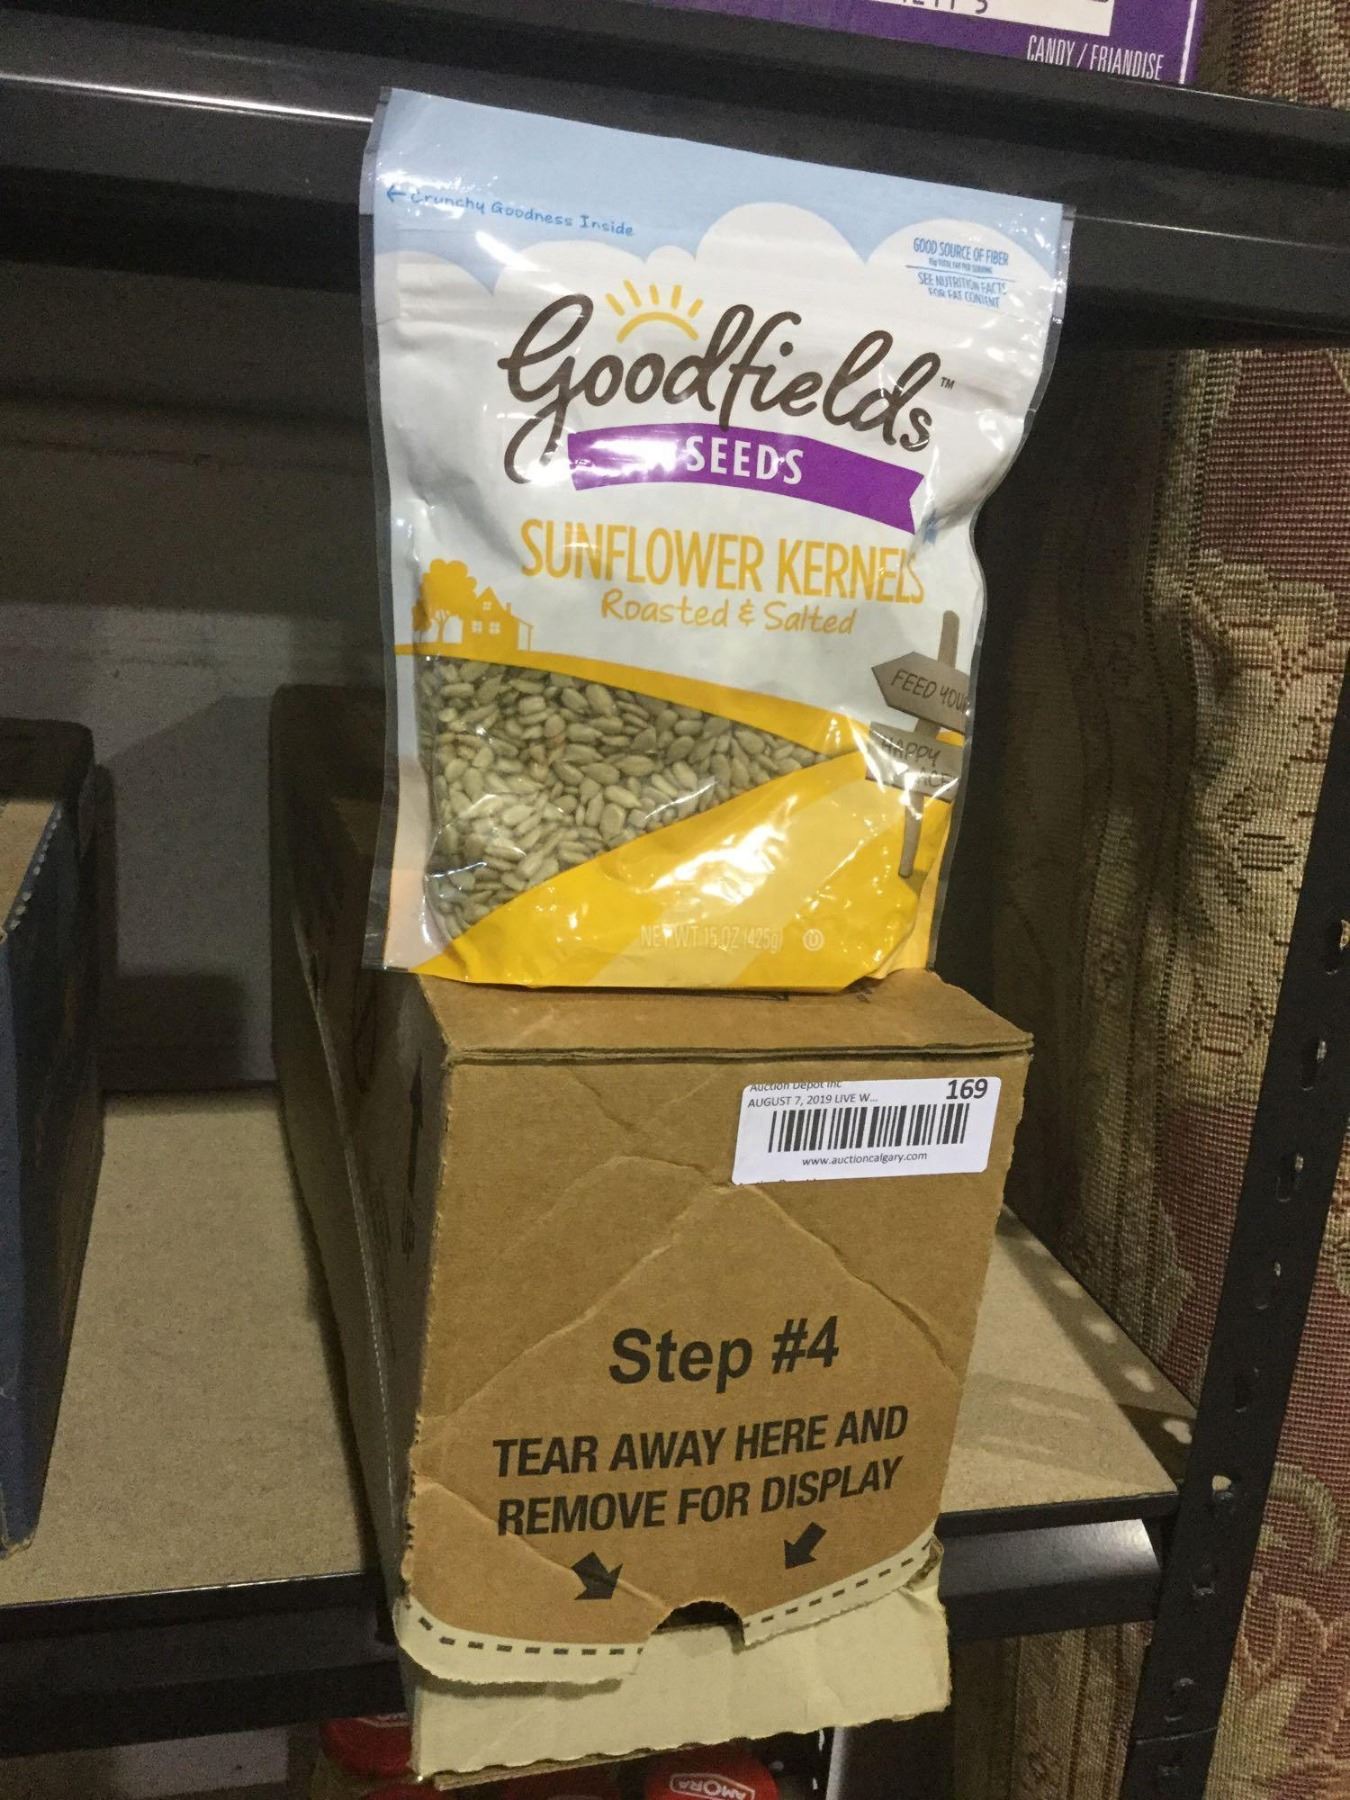 CANDY / FRIANDISE
← Crunchy Goodness Inside
GOOD SOURCE OF FIBER
SEE NUTRITION FACTS
FOR FAT CONTENT
Goodfields™
SEEDS
SUNFLOWER KERNELS
Roasted & Salted
FEED YOUR
HAPPY
NET WT 15 OZ (425g) U
Auction Depot Inc
169
AUGUST 7, 2019 LIVE W...
www.auctioncalgary.com
Step #4
TEAR AWAY HERE AND
REMOVE FOR DISPLAY
AMORA